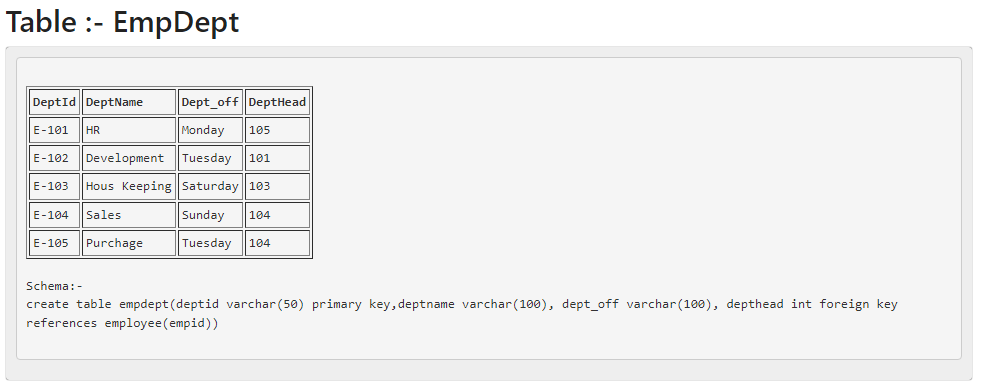 Table :- EmpDept
DeptId DeptName Dept_off DeptHead
E-101 HR Monday 105
E-102 Development Tuesday 101
E-103 Hous Keeping Saturday 103
E-104 Sales Sunday 104
E-105 Purchage Tuesday 104
Schema:-
create table empdept(deptid varchar(50) primary key,deptname varchar(100), dept_off varchar(100), depthead int foreign key
references employee(empid))